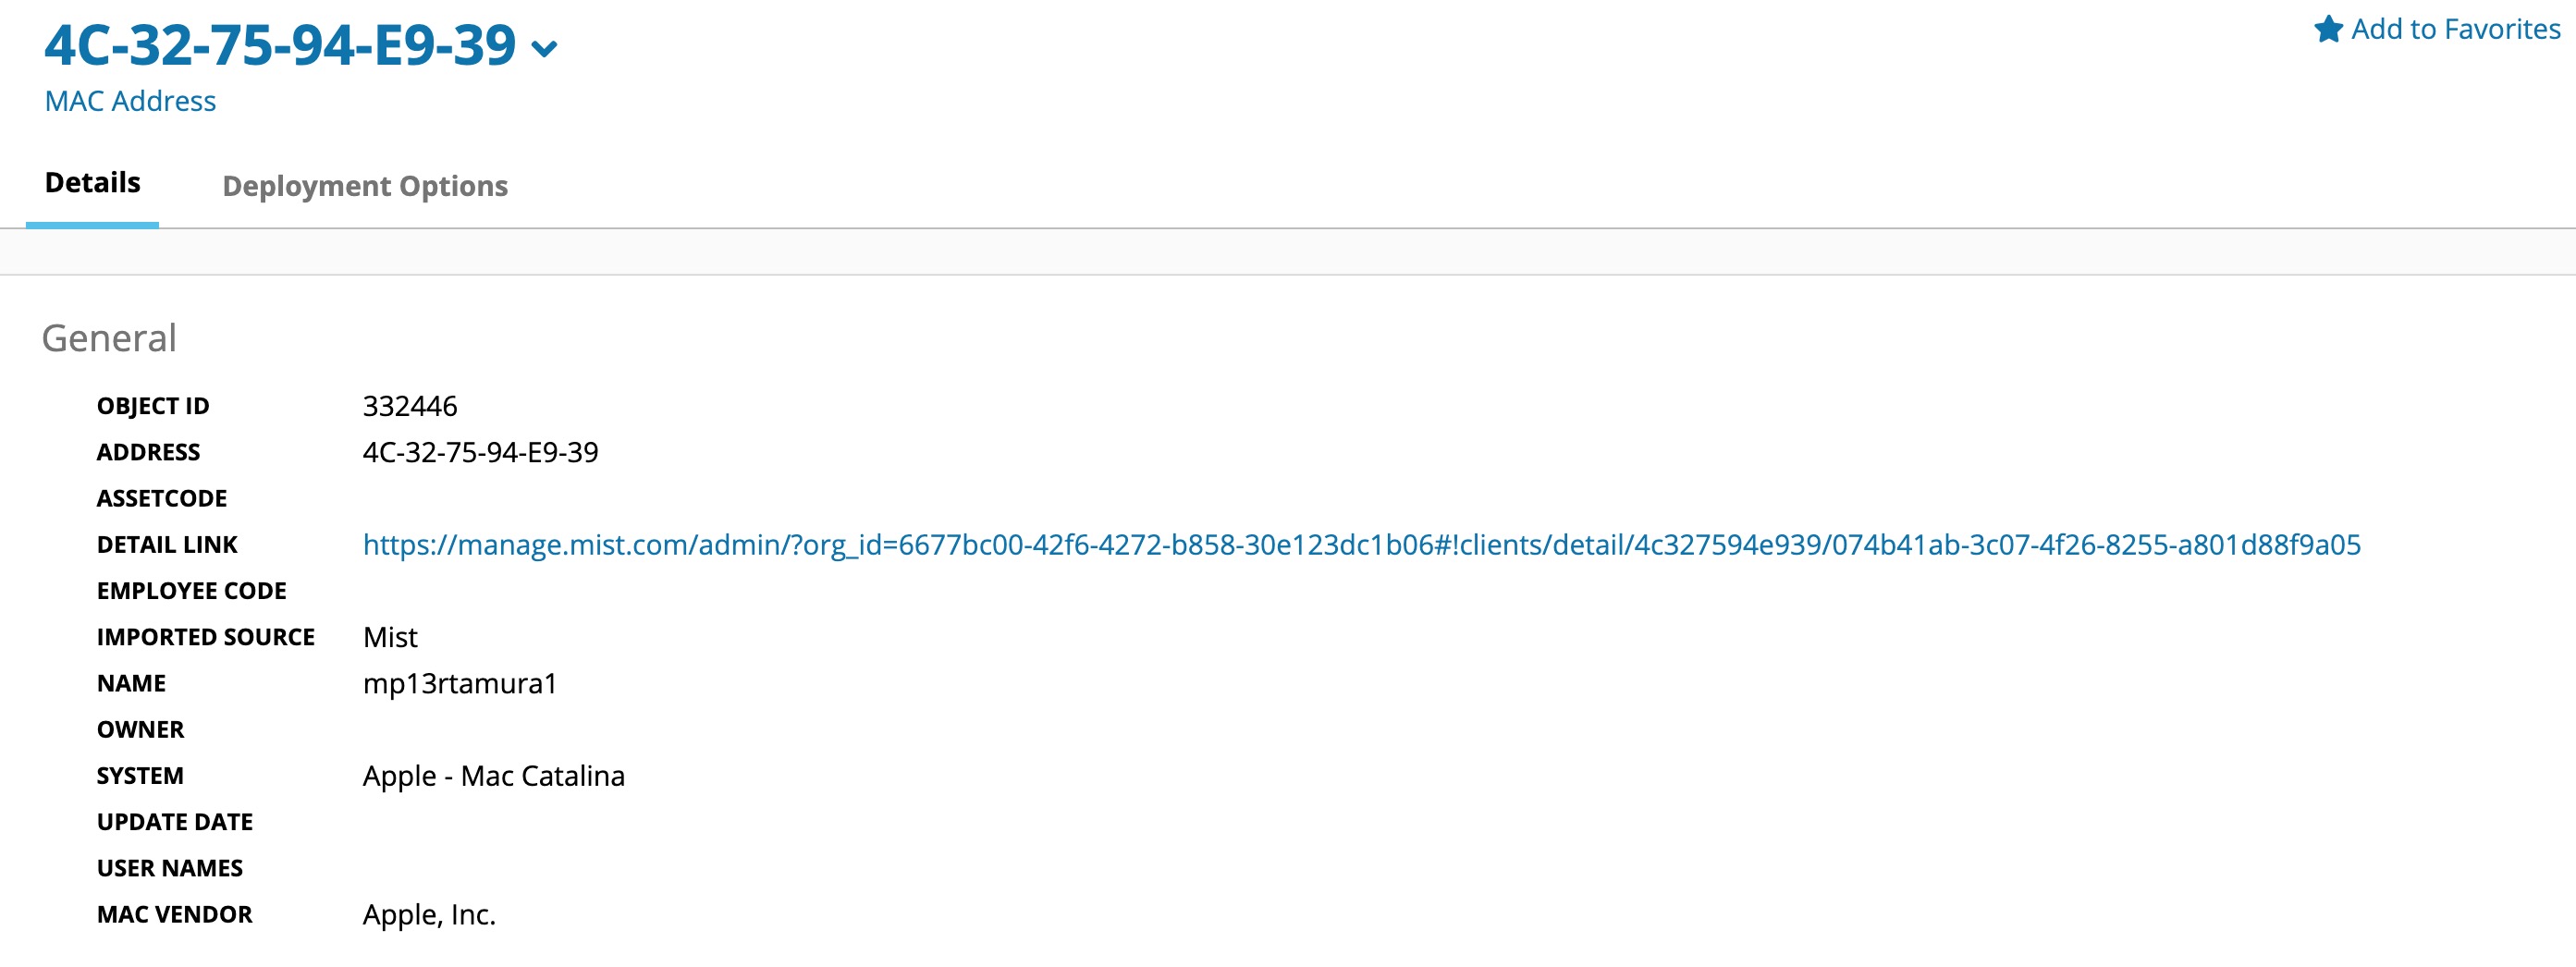 4C-32-75-94-E9-39
Add to Favorites
MAC Address
Details Deployment Options
General
OBJECT ID 332446
ADDRESS 4C-32-75-94-E9-39
ASSETCODE
DETAIL LINK https://manage.mist.com/admin/?org_id=6677bc00-42f6-4272-b858-30e123dc1b06#!clients/detail/4c327594e939/074b41ab-3c07-4f26-8255-a801d88f9a05
EMPLOYEE CODE
IMPORTED SOURCE Mist
NAME mp13rtamura1
OWNER
SYSTEM Apple - Mac Catalina
UPDATE DATE
USER NAMES
MAC VENDOR Apple, Inc.